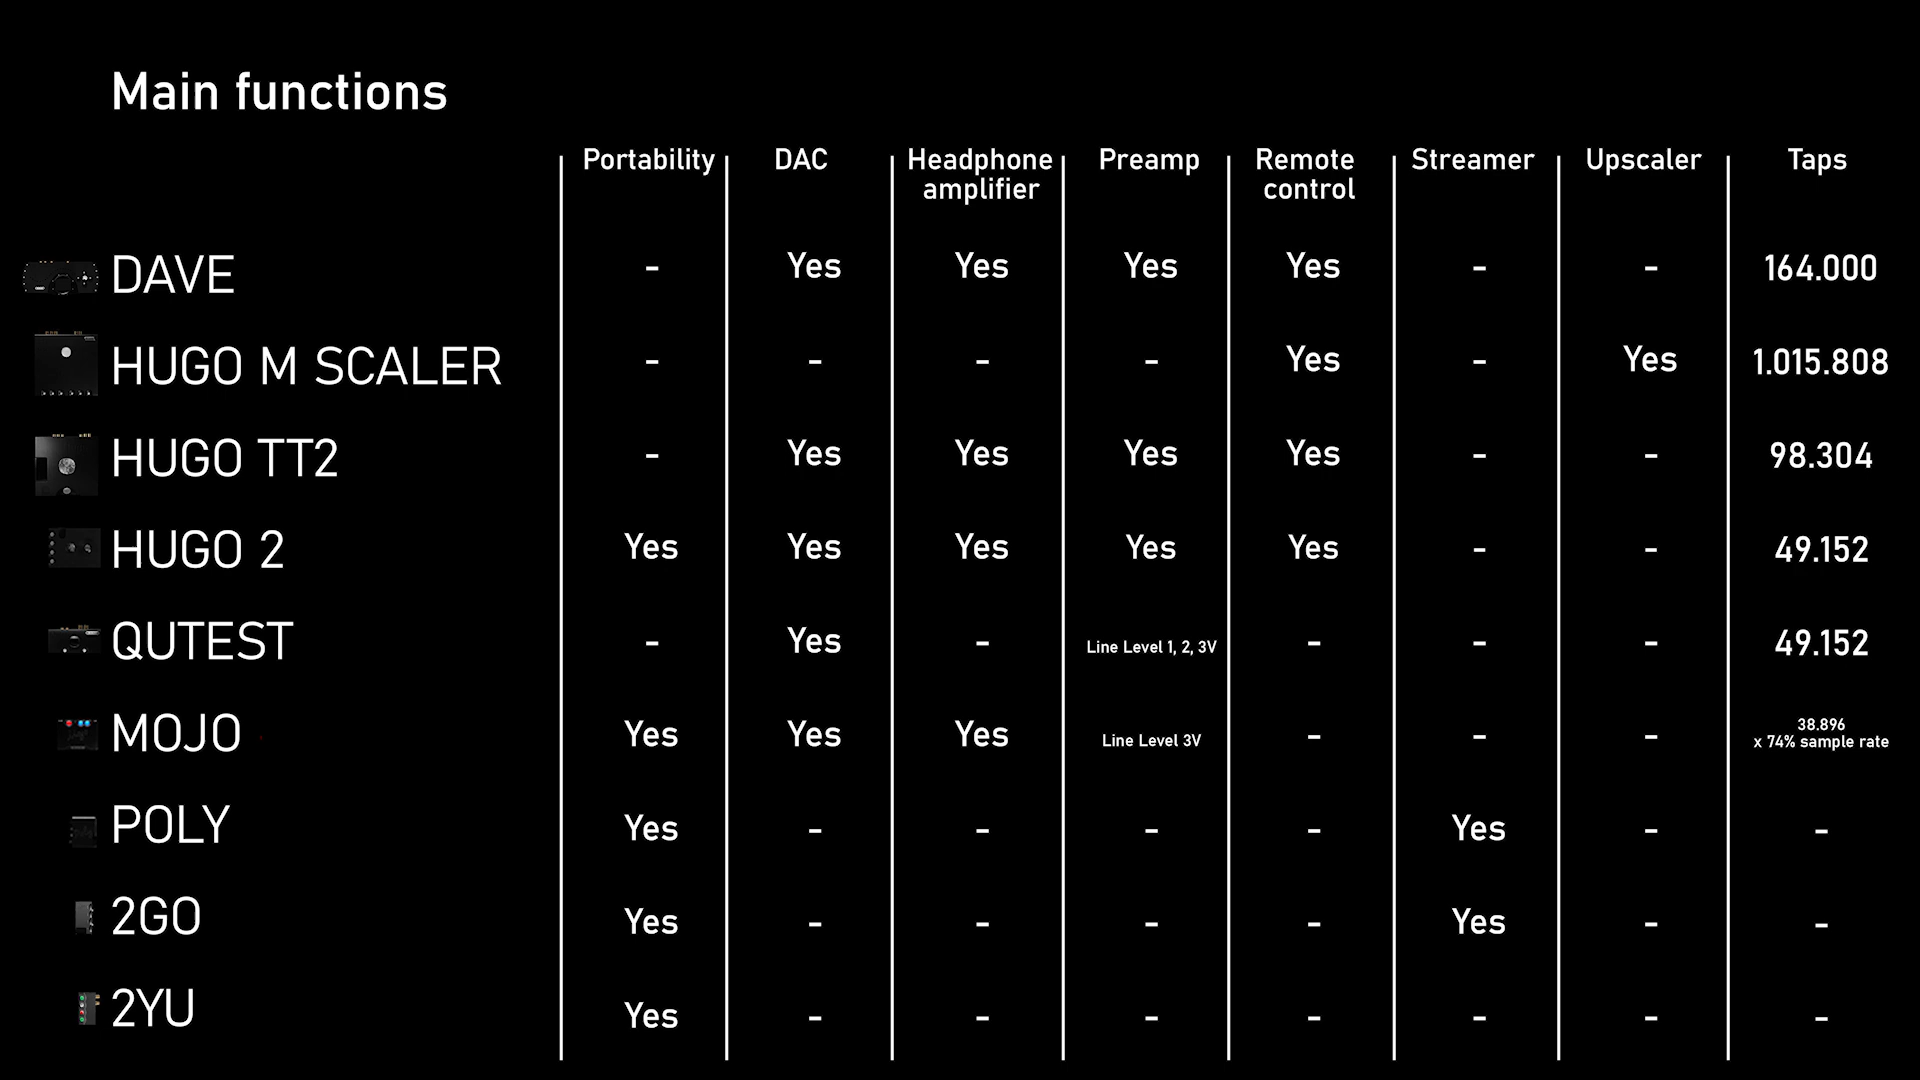 Main functions
Portability DAC Headphone amplifier Preamp Remote control Streamer Upscaler Taps
DAVE - Yes Yes Yes Yes - - 164.000
HUGO M SCALER - - - - Yes - Yes 1.015.808
HUGO TT2 - Yes Yes Yes Yes - - 98.304
HUGO 2 Yes Yes Yes Yes Yes - - 49.152
QUTEST - Yes - Line Level 1, 2, 3V - - - 49.152
MOJO Yes Yes Yes Line Level 3V - - - 38.896 x 74% sample rate
POLY Yes - - - - Yes - -
2GO Yes - - - - Yes - -
2YU Yes - - - - - - -